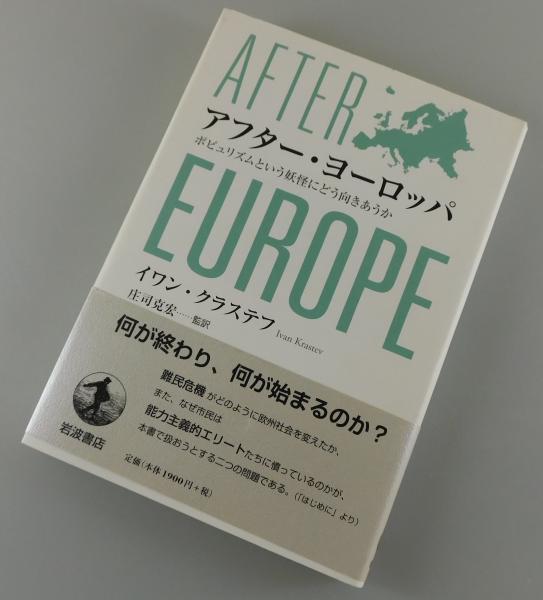 AFTER
アフター・ヨーロッパ
ポピュリズムという妖怪にどう向きあうか
EUROPE
イワン・クラステフ
Ivan Krastev
庄司克宏……監訳
何が終わり、何が始まるのか？
難民危機がどのように欧州社会を変えたか、
また、なぜ市民は
能力主義的エリートたちに憤っているのかが、
本書で扱おうとする二つの問題である。（「はじめに」より）
岩波書店
定価（本体1900円＋税）